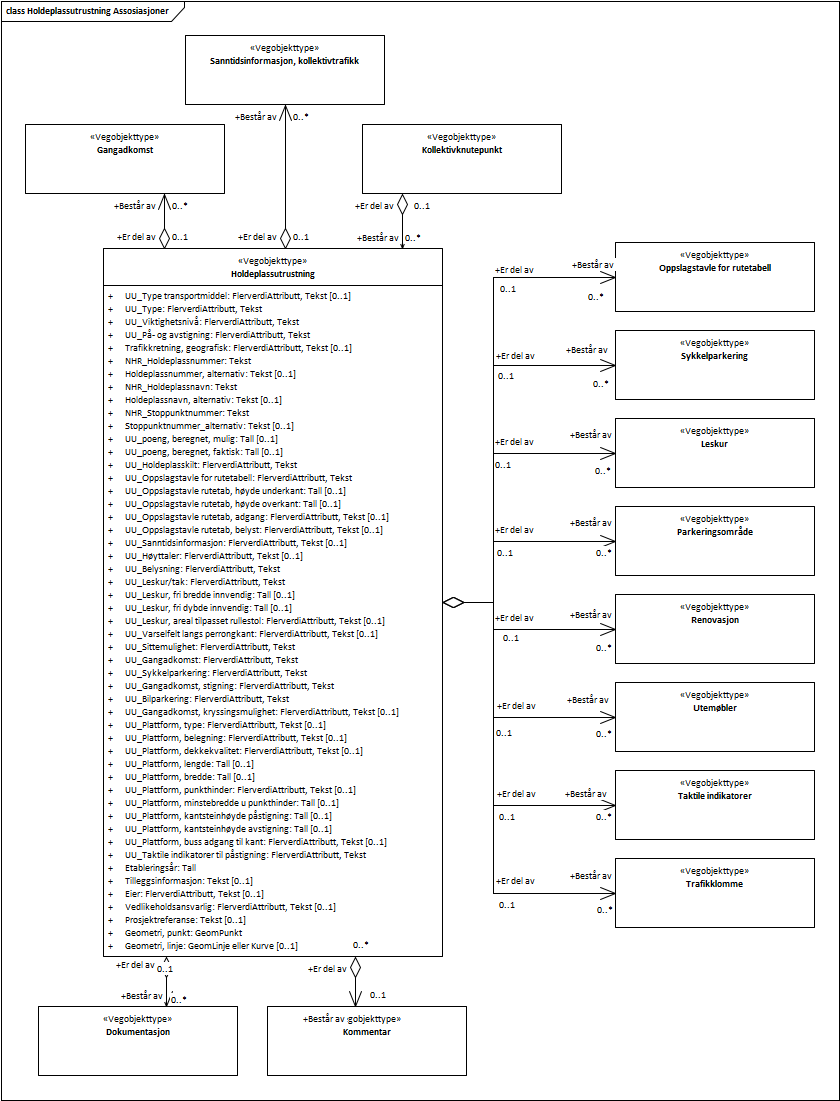 class Holdeplassutrustning Assosiasjoner
«Vegobjekttype»
Sanntidsinformasjon, kollektivtrafikk
+Består av
0..*
«Vegobjekttype»
Gangadkomst
«Vegobjekttype»
Kollektivknutepunkt
+Består av
0..*
+Er del av
0..1
+Er del av
0..1
+Er del av
0..1
+Består av
0..*
«Vegobjekttype»
Holdeplassutrustning
+ UU_Type transportmiddel: FlerverdiAttributt, Tekst [0..1]
+ UU_Type: FlerverdiAttributt, Tekst
+ UU_Viktighetsnivå: FlerverdiAttributt, Tekst
+ UU_På- og avstigning: FlerverdiAttributt, Tekst
+ Trafikkretning, geografisk: FlerverdiAttributt, Tekst [0..1]
+ NHR_Holdeplassnummer: Tekst
+ Holdeplassnummer, alternativ: Tekst [0..1]
+ NHR_Holdeplassnavn: Tekst
+ Holdeplassnavn, alternativ: Tekst [0..1]
+ NHR_Stoppunktnummer: Tekst
+ Stoppunktnummer_alternativ: Tekst [0..1]
+ UU_poeng, beregnet, mulig: Tall [0..1]
+ UU_poeng, beregnet, faktisk: Tall [0..1]
+ UU_Holdeplasskilt: FlerverdiAttributt, Tekst
+ UU_Oppslagstavle for rutetabell: FlerverdiAttributt, Tekst
+ UU_Oppslagstavle rutetab, høyde underkant: Tall [0..1]
+ UU_Oppslagstavle rutetab, høyde overkant: Tall [0..1]
+ UU_Oppslagstavle rutetab, adgang: FlerverdiAttributt, Tekst [0..1]
+ UU_Oppslagstavle rutetab, belyst: FlerverdiAttributt, Tekst [0..1]
+ UU_Sanntidsinformasjon: FlerverdiAttributt, Tekst [0..1]
+ UU_Høyttaler: FlerverdiAttributt, Tekst [0..1]
+ UU_Belysning: FlerverdiAttributt, Tekst
+ UU_Leskur/tak: FlerverdiAttributt, Tekst
+ UU_Leskur, fri bredde innvendig: Tall [0..1]
+ UU_Leskur, fri dybde innvendig: Tall [0..1]
+ UU_Leskur, areal tilpasset rullestol: FlerverdiAttributt, Tekst [0..1]
+ UU_Varselfelt langs perrongkant: FlerverdiAttributt, Tekst [0..1]
+ UU_Sittemulighet: FlerverdiAttributt, Tekst
+ UU_Gangadkomst: FlerverdiAttributt, Tekst
+ UU_Sykkelparkering: FlerverdiAttributt, Tekst
+ UU_Gangadkomst, stigning: FlerverdiAttributt, Tekst
+ UU_Bilparkering: FlerverdiAttributt, Tekst
+ UU_Gangadkomst, kryssingsmulighet: FlerverdiAttributt, Tekst [0..1]
+ UU_Plattform, type: FlerverdiAttributt, Tekst [0..1]
+ UU_Plattform, belegning: FlerverdiAttributt, Tekst [0..1]
+ UU_Plattform, dekkekvalitet: FlerverdiAttributt, Tekst [0..1]
+ UU_Plattform, lengde: Tall [0..1]
+ UU_Plattform, bredde: Tall [0..1]
+ UU_Plattform, punkthinder: FlerverdiAttributt, Tekst [0..1]
+ UU_Plattform, minstebredde u punkthinder: Tall [0..1]
+ UU_Plattform, kantsteinhøyde påstigning: Tall [0..1]
+ UU_Plattform, kantsteinhøyde avstigning: Tall [0..1]
+ UU_Plattform, buss adgang til kant: FlerverdiAttributt, Tekst [0..1]
+ UU_Taktile indikatorer til påstigning: FlerverdiAttributt, Tekst
+ Etableringsår: Tall
+ Tilleggsinformasjon: Tekst [0..1]
+ Eier: FlerverdiAttributt, Tekst [0..1]
+ Vedlikeholdsansvarlig: FlerverdiAttributt, Tekst [0..1]
+ Prosjektreferanse: Tekst [0..1]
+ Geometri, punkt: GeomPunkt
+ Geometri, linje: GeomLinje eller Kurve [0..1]
0..*
+Er del av
0..1
+Består av
0..*
«Vegobjekttype»
Dokumentasjon
+Er del av
0..1
+Består av gobjekttype»
Kommentar
+Er del av
0..1
+Består av
0..*
«Vegobjekttype»
Oppslagstavle for rutetabell
+Er del av
0..1
+Består av
0..*
«Vegobjekttype»
Sykkelparkering
+Er del av
0..1
+Består av
0..*
«Vegobjekttype»
Leskur
+Er del av
0..1
+Består av
0..*
«Vegobjekttype»
Parkeringsområde
+Er del av
0..1
+Består av
0..*
«Vegobjekttype»
Renovasjon
+Er del av
0..1
+Består av
0..*
«Vegobjekttype»
Utemøbler
+Er del av
0..1
+Består av
0..*
«Vegobjekttype»
Taktile indikatorer
+Er del av
0..1
+Består av
0..*
«Vegobjekttype»
Trafikklomme